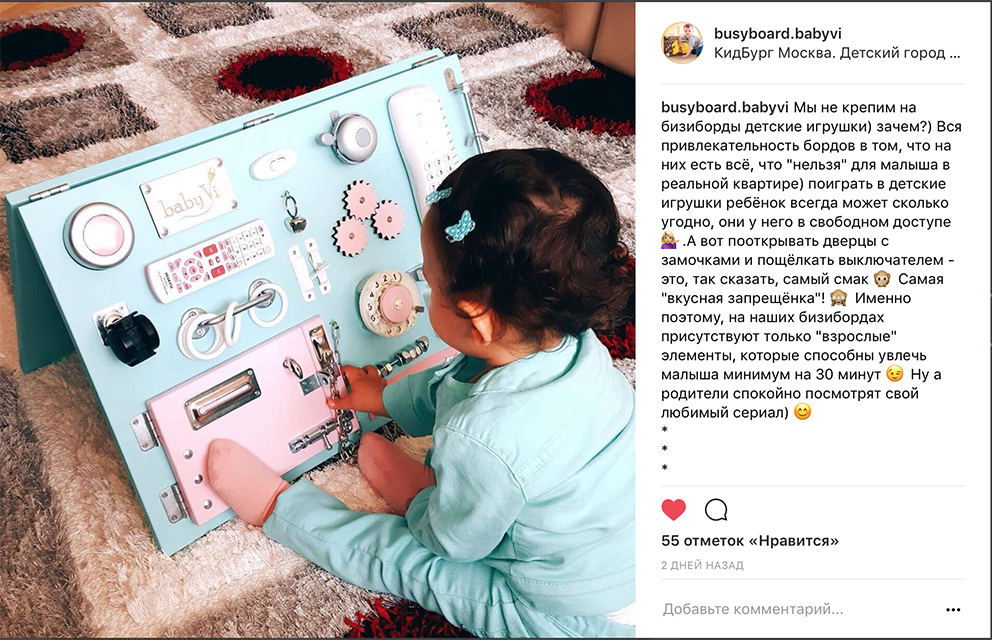 babyVi
busyboard.babyvi
КидБург Москва. Детский город ...
busyboard.babyvi Мы не крепим на
бизиборды детские игрушки) зачем?) Вся
привлекательность бордов в том, что на
них есть всё, что "нельзя" для малыша в
реальной квартире) поиграть в детские
игрушки ребёнок всегда может сколько
угодно, они у него в свободном доступе
🙅🏼 .А вот пооткрывать дверцы с
замочками и пощёлкать выключателем -
это, так сказать, самый смак 🙊 Самая
"вкусная запрещёнка"! 🙈 Именно
поэтому, на наших бизибордах
присутствуют только "взрослые"
элементы, которые способны увлечь
малыша минимум на 30 минут 😉 Ну а
родители спокойно посмотрят свой
любимый сериал) 😊
*
*
*
55 отметок «Нравится»
2 ДНЕЙ НАЗАД
Добавьте комментарий...